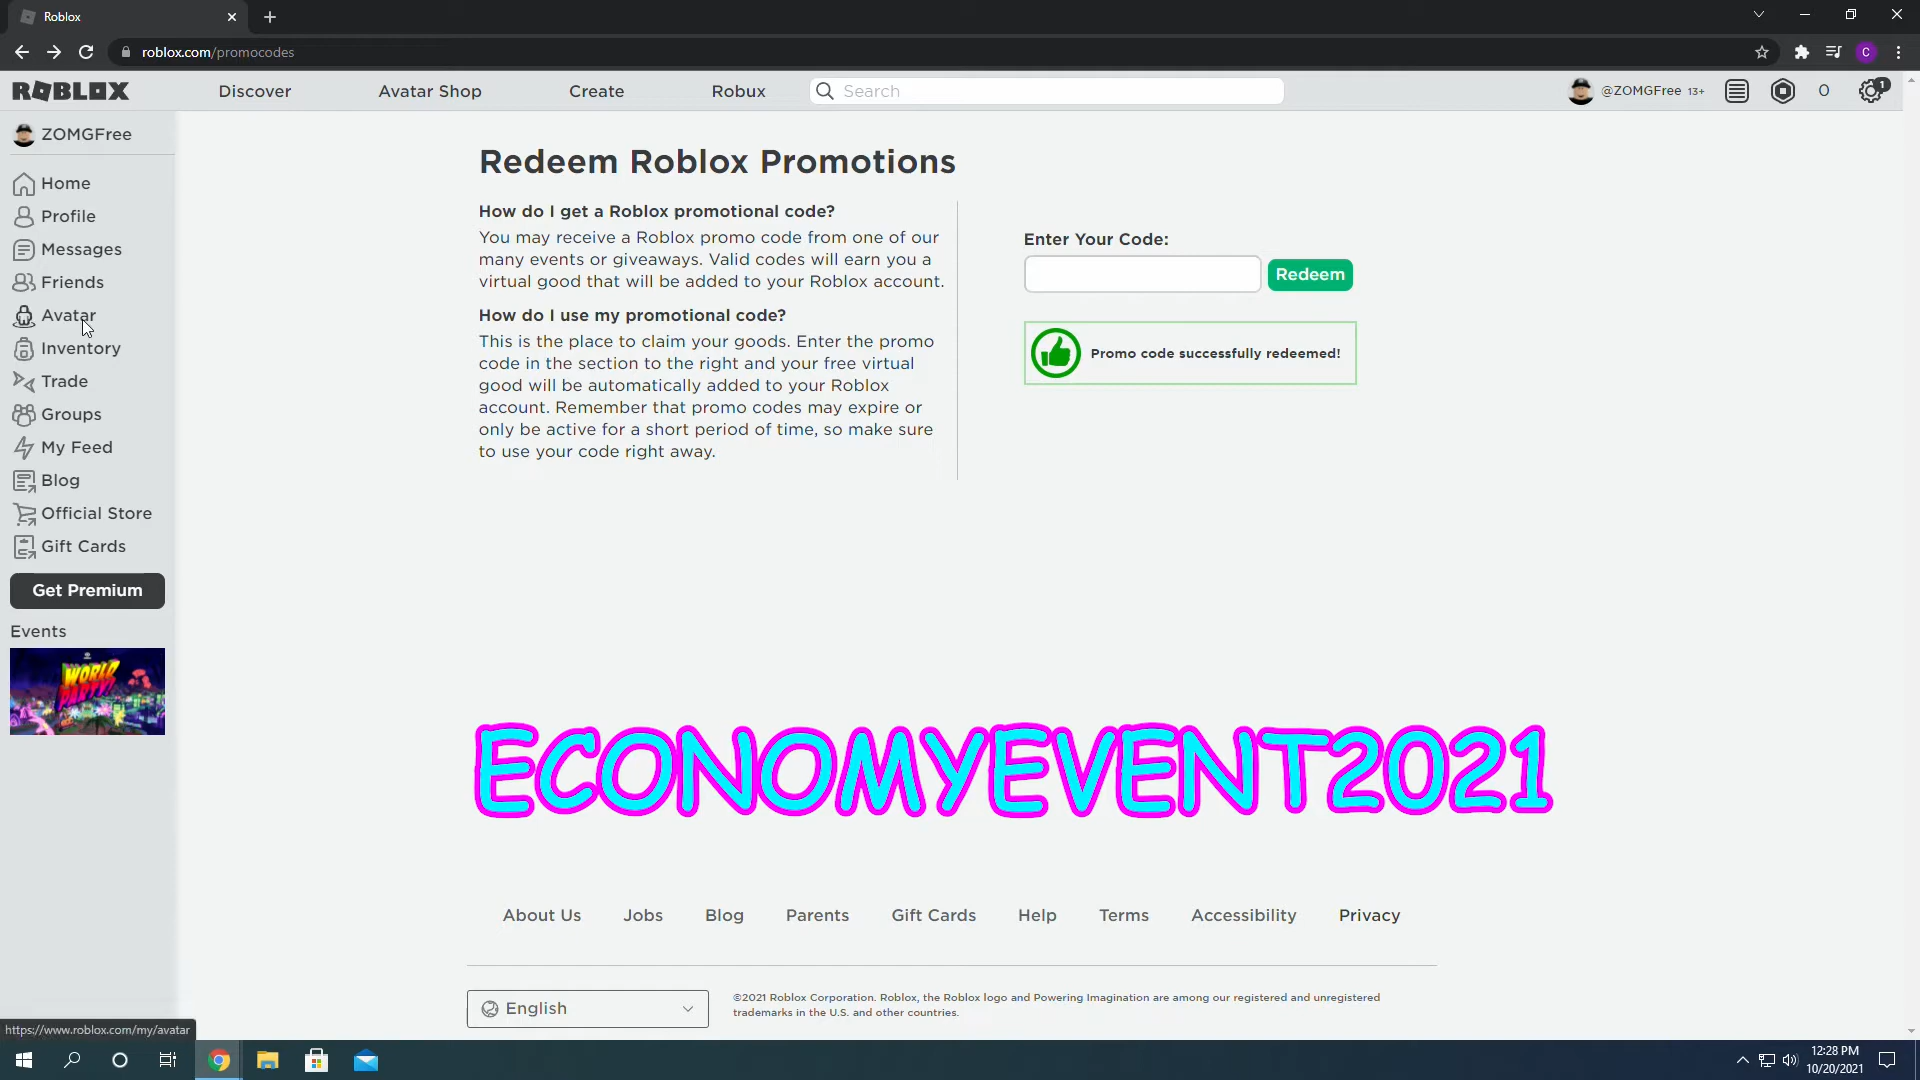 Roblox
roblox.com/promocodes
C
ROBLOX
Discover
Avatar Shop
Create
Robux
Search
@ZOMGFree 13+
0
1
ZOMGFree
Home
Profile
Messages
Friends
Avatar
Inventory
Trade
Groups
My Feed
Blog
Official Store
Gift Cards
Get Premium
Events
WORLD
PARTY!
Redeem Roblox Promotions
How do I get a Roblox promotional code?
You may receive a Roblox promo code from one of our
many events or giveaways. Valid codes will earn you a
virtual good that will be added to your Roblox account.
How do I use my promotional code?
This is the place to claim your goods. Enter the promo
code in the section to the right and your free virtual
good will be automatically added to your Roblox
account. Remember that promo codes may expire or
only be active for a short period of time, so make sure
to use your code right away.
Enter Your Code:
Redeem
Promo code successfully redeemed!
ECONOMYEVENT2021
About Us
Jobs
Blog
Parents
Gift Cards
Help
Terms
Accessibility
Privacy
English
©2021 Roblox Corporation. Roblox, the Roblox logo and Powering Imagination are among our registered and unregistered
trademarks in the U.S. and other countries.
https://www.roblox.com/my/avatar
12:28 PM
10/20/2021